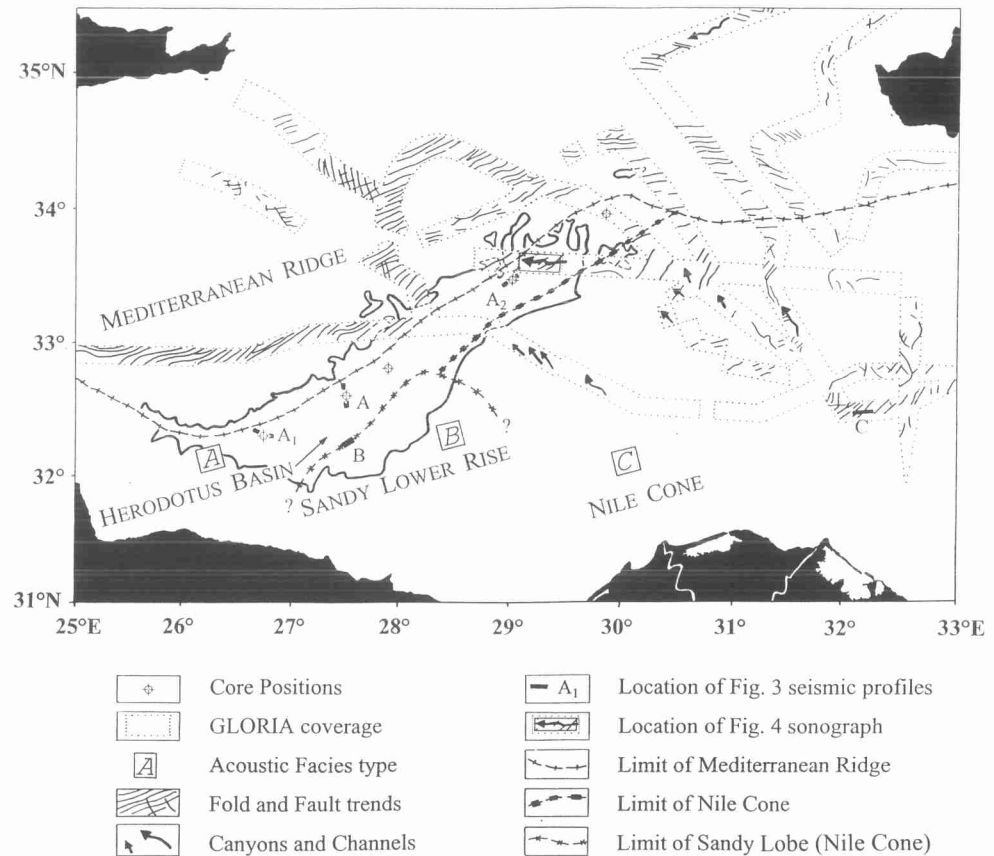 35°N
34°
33°
32°
31°N
25°E 26° 27° 28° 29° 30° 31° 32° 33°E
MEDITERRANEAN RIDGE
A₂
A
A₁
B
C
A
B
C
HERODOTUS BASIN
? SANDY LOWER RISE ?
NILE CONE
Core Positions
GLORIA coverage
A Acoustic Facies type
Fold and Fault trends
Canyons and Channels
A₁ Location of Fig. 3 seismic profiles
Location of Fig. 4 sonograph
Limit of Mediterranean Ridge
Limit of Nile Cone
Limit of Sandy Lobe (Nile Cone)